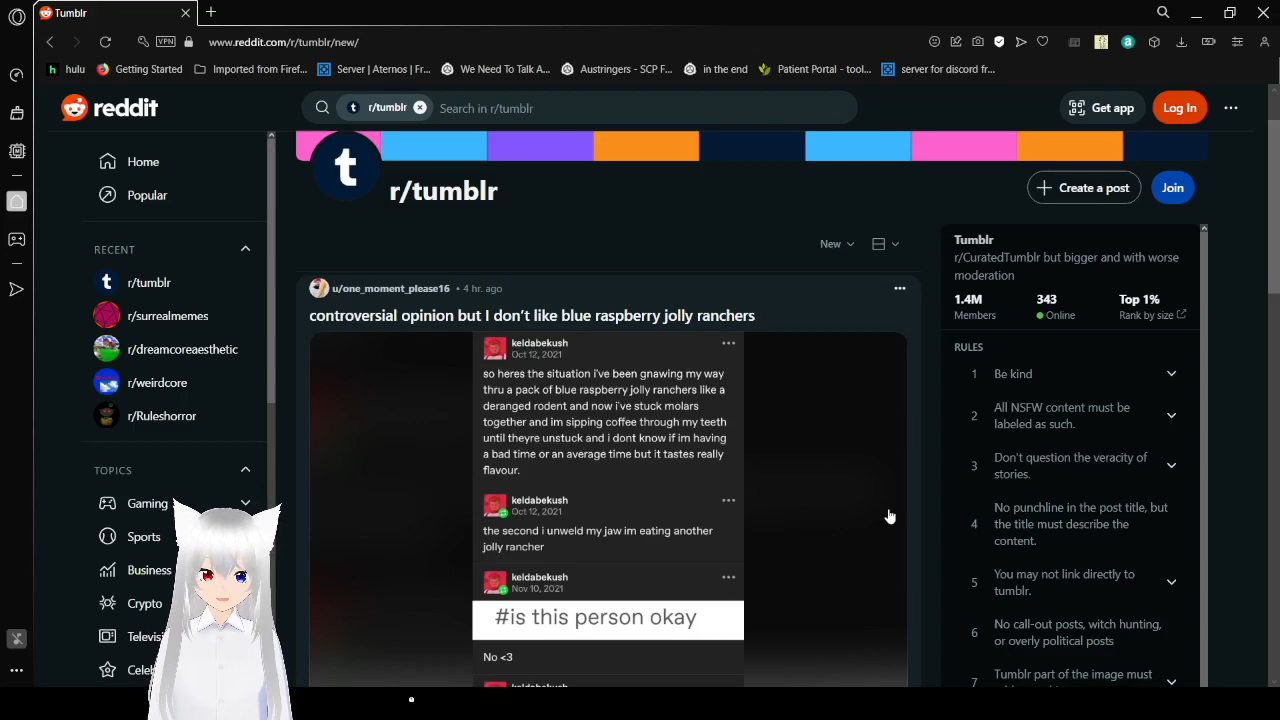 Tumblr
VPN
www.reddit.com/r/tumblr/new/
hulu
Getting Started
Imported from Firef...
Server | Aternos | Fr...
We Need To Talk A...
Austringers - SCP F...
in the end
Patient Portal - tool...
server for discord fr...
reddit
r/tumblr
Search in r/tumblr
Get app
Log In
Home
Popular
RECENT
r/tumblr
r/surrealmemes
r/dreamcoreaesthetic
r/weirdcore
r/Ruleshorror
TOPICS
Gaming
Sports
Business
Crypto
Televisi
Celeb
t
r/tumblr
Create a post
Join
New
u/one_moment_please16 • 4 hr. ago
controversial opinion but I don’t like blue raspberry jolly ranchers
keldabekush
Oct 12, 2021
so heres the situation i've been gnawing my way
thru a pack of blue raspberry jolly ranchers like a
deranged rodent and now i've stuck molars
together and im sipping coffee through my teeth
until theyre unstuck and i dont know if im having
a bad time or an average time but it tastes really
flavour.
keldabekush
Oct 12, 2021
the second i unweld my jaw im eating another
jolly rancher
keldabekush
Nov 10, 2021
#is this person okay
No <3
Tumblr
r/CuratedTumblr but bigger and with worse
moderation
1.4M
343
Top 1%
Members
Online
Rank by size
RULES
1 Be kind
2 All NSFW content must be
labeled as such.
3 Don't question the veracity of
stories.
4 No punchline in the post title, but
the title must describe the
content.
5 You may not link directly to
tumblr.
6 No call-out posts, witch hunting,
or overly political posts
7 Tumblr part of the image must